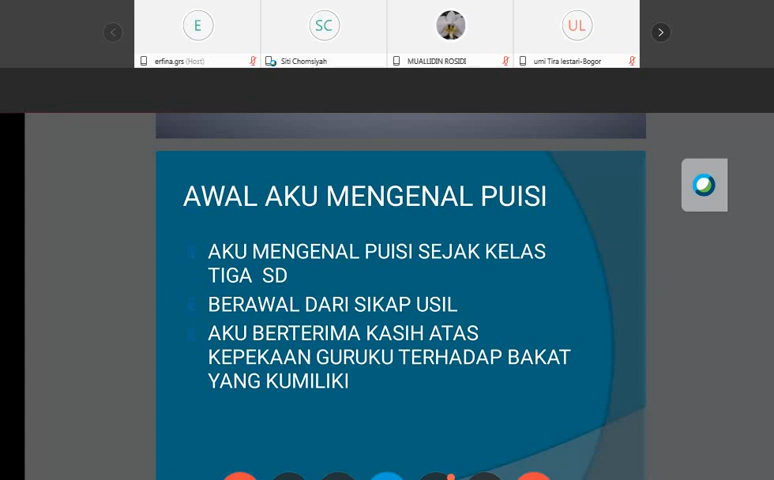 E
SC
UL
erfina.grs (Host)
Siti Chomsiyah
MUALLIDIN ROSIDI
umi Tira lestari-Bogor
AWAL AKU MENGENAL PUISI
AKU MENGENAL PUISI SEJAK KELAS
TIGA SD
BERAWAL DARI SIKAP USIL
AKU BERTERIMA KASIH ATAS
KEPEKAAN GURUKU TERHADAP BAKAT
YANG KUMILIKI